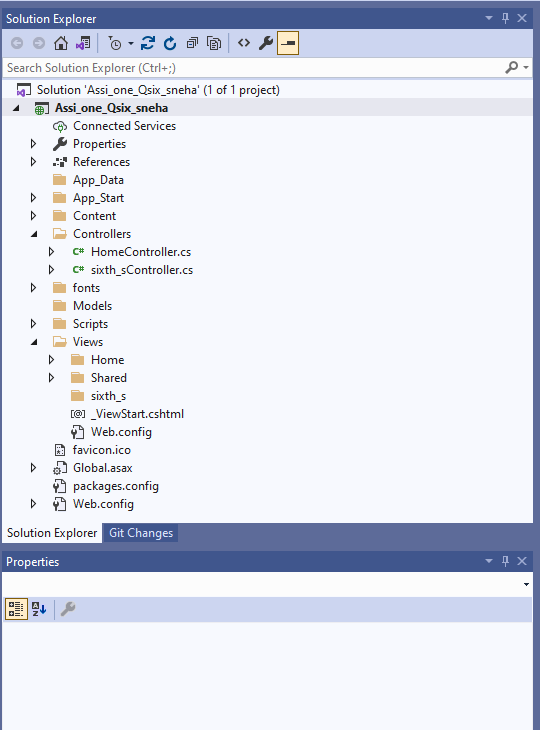 Solution Explorer
Search Solution Explorer (Ctrl+;)
Solution 'Assi_one_Qsix_sneha' (1 of 1 project)
Assi_one_Qsix_sneha
Connected Services
Properties
References
App_Data
App_Start
Content
Controllers
C# HomeController.cs
C# sixth_sController.cs
fonts
Models
Scripts
Views
Home
Shared
sixth_s
[@] _ViewStart.cshtml
Web.config
favicon.ico
Global.asax
packages.config
Web.config
Solution Explorer Git Changes
Properties